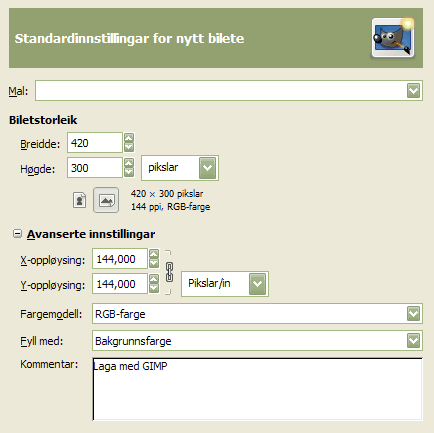 Standardinnstillingar for nytt bilete
Mal:
Biletstorleik
Breidde: 420
Høgde: 300 pikslar
420 × 300 pikslar
144 ppi, RGB-farge
Avanserte innstillingar
X-oppløysing: 144,000
Y-oppløysing: 144,000 Pikslar/in
Fargemodell: RGB-farge
Fyll med: Bakgrunnsfarge
Kommentar: Laga med GIMP